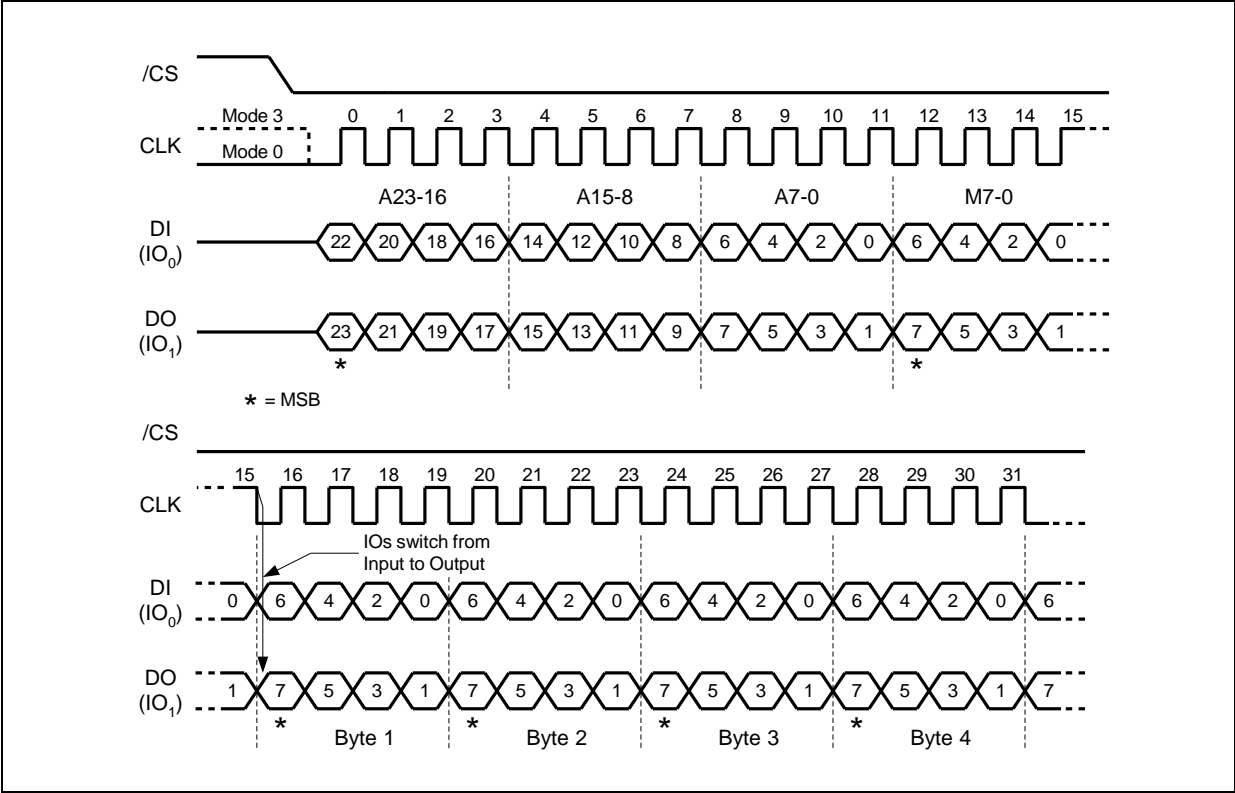 /CS
Mode 3 0 1 2 3 4 5 6 7 8 9 10 11 12 13 14 15
CLK
Mode 0
A23-16 A15-8 A7-0 M7-0
DI
(IO0) 22 20 18 16 14 12 10 8 6 4 2 0 6 4 2 0
DO
(IO1) 23 21 19 17 15 13 11 9 7 5 3 1 7 5 3 1
* *
* = MSB
/CS
15 16 17 18 19 20 21 22 23 24 25 26 27 28 29 30 31
CLK
IOs switch from
Input to Output
DI
(IO0) 0 6 4 2 0 6 4 2 0 6 4 2 0 6 4 2 0 6
DO
(IO1) 1 7 5 3 1 7 5 3 1 7 5 3 1 7 5 3 1 7
* * * *
Byte 1 Byte 2 Byte 3 Byte 4